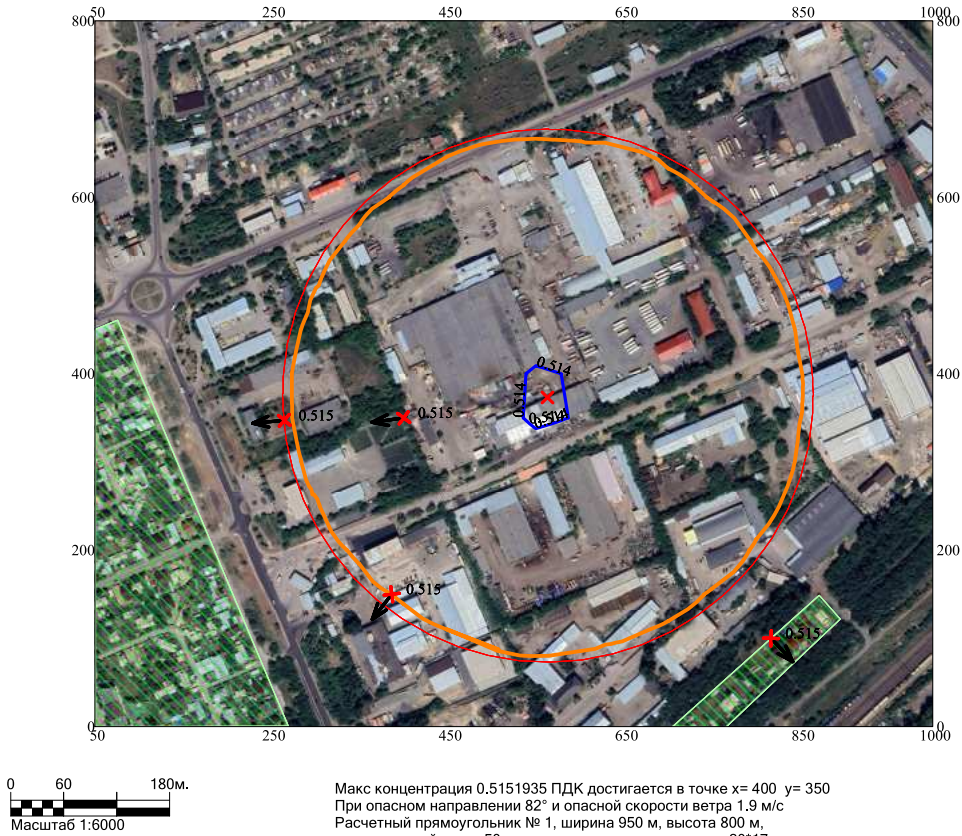 50 250 450 650 850 1000
800 800
600 600
0.514
400 400
0.514
0.515 0.515
0.514
200 200
0.515
0.515
0 0
50 250 450 650 850 1000
0 60 180м.
Масштаб 1:6000
Макс концентрация 0.5151935 ПДК достигается в точке x= 400 y= 350
При опасном направлении 82° и опасной скорости ветра 1.9 м/с
Расчетный прямоугольник № 1, ширина 950 м, высота 800 м,